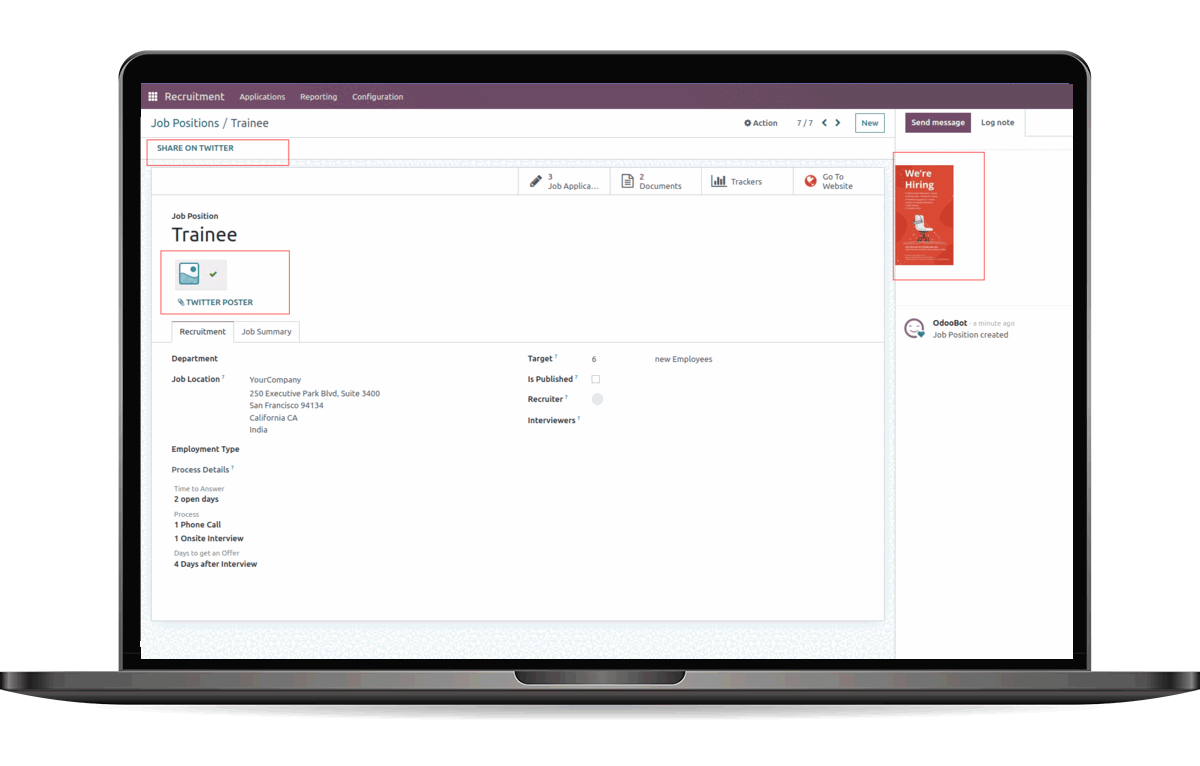 Recruitment
Applications
Reporting
Configuration
Job Positions / Trainee
Action
7 / 7
New
Send message
Log note
SHARE ON TWITTER
3
Job Applica...
2
Documents
Trackers
Go To
Website
We're
Hiring
Job Position
Trainee
TWITTER POSTER
Recruitment
Job Summary
OdooBot - a minute ago
Job Position created
Department
Job Location ?
YourCompany
250 Executive Park Blvd, Suite 3400
San Francisco 94134
California CA
India
Employment Type
Process Details ?
Time to Answer
2 open days
Process
1 Phone Call
1 Onsite Interview
Days to get an Offer
4 Days after Interview
Target ?
6
new Employees
Is Published ?
Recruiter ?
Interviewers ?